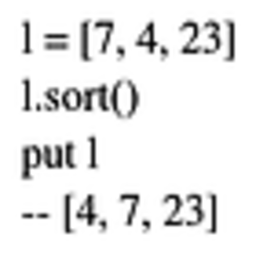 l = [7, 4, 23]
l.sort()
put l
-- [4, 7, 23]